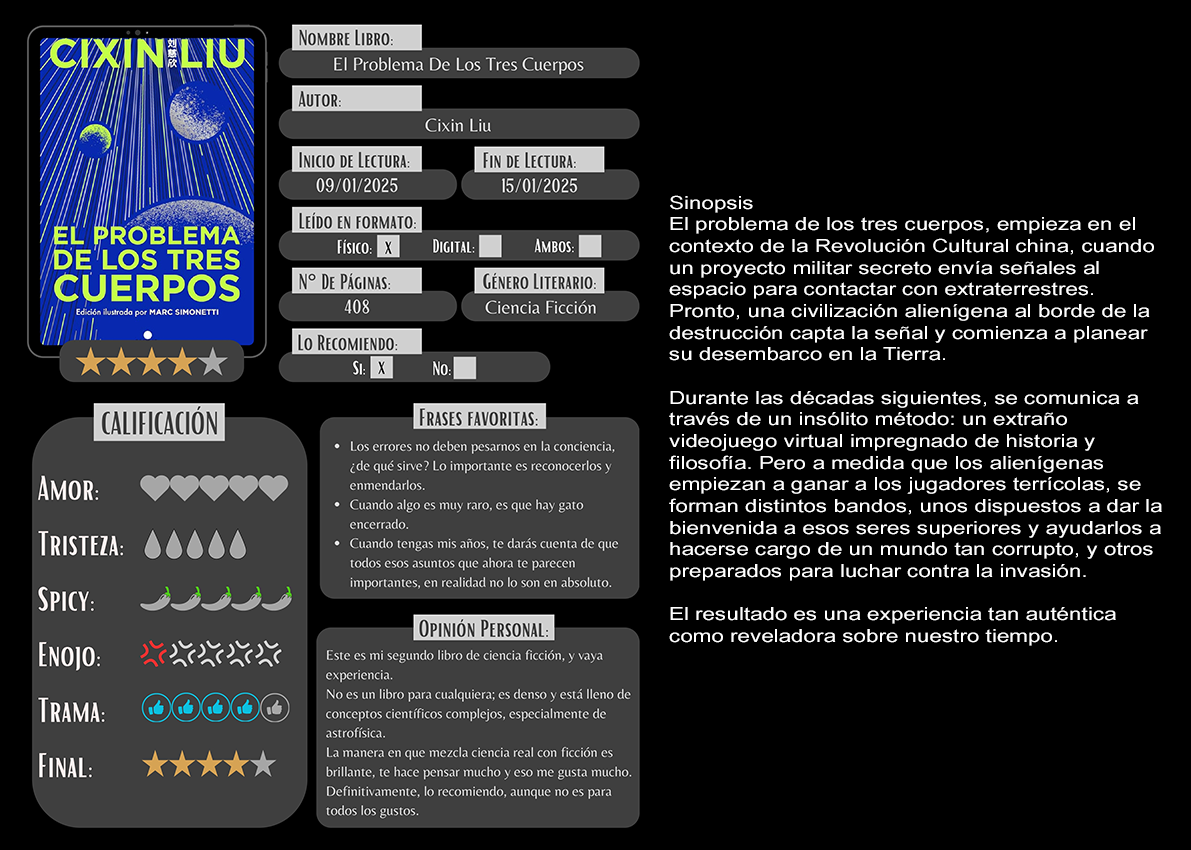 CIXIN LIU
刘慈欣
EL PROBLEMA
DE LOS TRES
CUERPOS
Edición ilustrada por MARC SIMONETTI
Nombre Libro:
El Problema De Los Tres Cuerpos
Autor:
Cixin Liu
Inicio de Lectura:
09/01/2025
Fin de Lectura:
15/01/2025
Leído en formato:
Físico: X Digital: Ambos:
N° De Páginas:
408
Género Literario:
Ciencia Ficción
Lo Recomiendo:
Si: X No:
CALIFICACIÓN
Amor:
Tristeza:
Spicy:
Enojo:
Trama:
Final:
Frases favoritas:
• Los errores no deben pesarnos en la conciencia,
¿de qué sirve? Lo importante es reconocerlos y
enmendarlos.
• Cuando algo es muy raro, es que hay gato
encerrado.
• Cuando tengas mis años, te darás cuenta de que
todos esos asuntos que ahora te parecen
importantes, en realidad no lo son en absoluto.
Opinión Personal:
Este es mi segundo libro de ciencia ficción, y vaya
experiencia.
No es un libro para cualquiera; es denso y está lleno de
conceptos científicos complejos, especialmente de
astrofísica.
La manera en que mezcla ciencia real con ficción es
brillante, te hace pensar mucho y eso me gusta mucho.
Definitivamente, lo recomiendo, aunque no es para
todos los gustos.
Sinopsis
El problema de los tres cuerpos, empieza en el
contexto de la Revolución Cultural china, cuando
un proyecto militar secreto envía señales al
espacio para contactar con extraterrestres.
Pronto, una civilización alienígena al borde de la
destrucción capta la señal y comienza a planear
su desembarco en la Tierra.
Durante las décadas siguientes, se comunica a
través de un insólito método: un extraño
videojuego virtual impregnado de historia y
filosofía. Pero a medida que los alienígenas
empiezan a ganar a los jugadores terrícolas, se
forman distintos bandos, unos dispuestos a dar la
bienvenida a esos seres superiores y ayudarlos a
hacerse cargo de un mundo tan corrupto, y otros
preparados para luchar contra la invasión.
El resultado es una experiencia tan auténtica
como reveladora sobre nuestro tiempo.